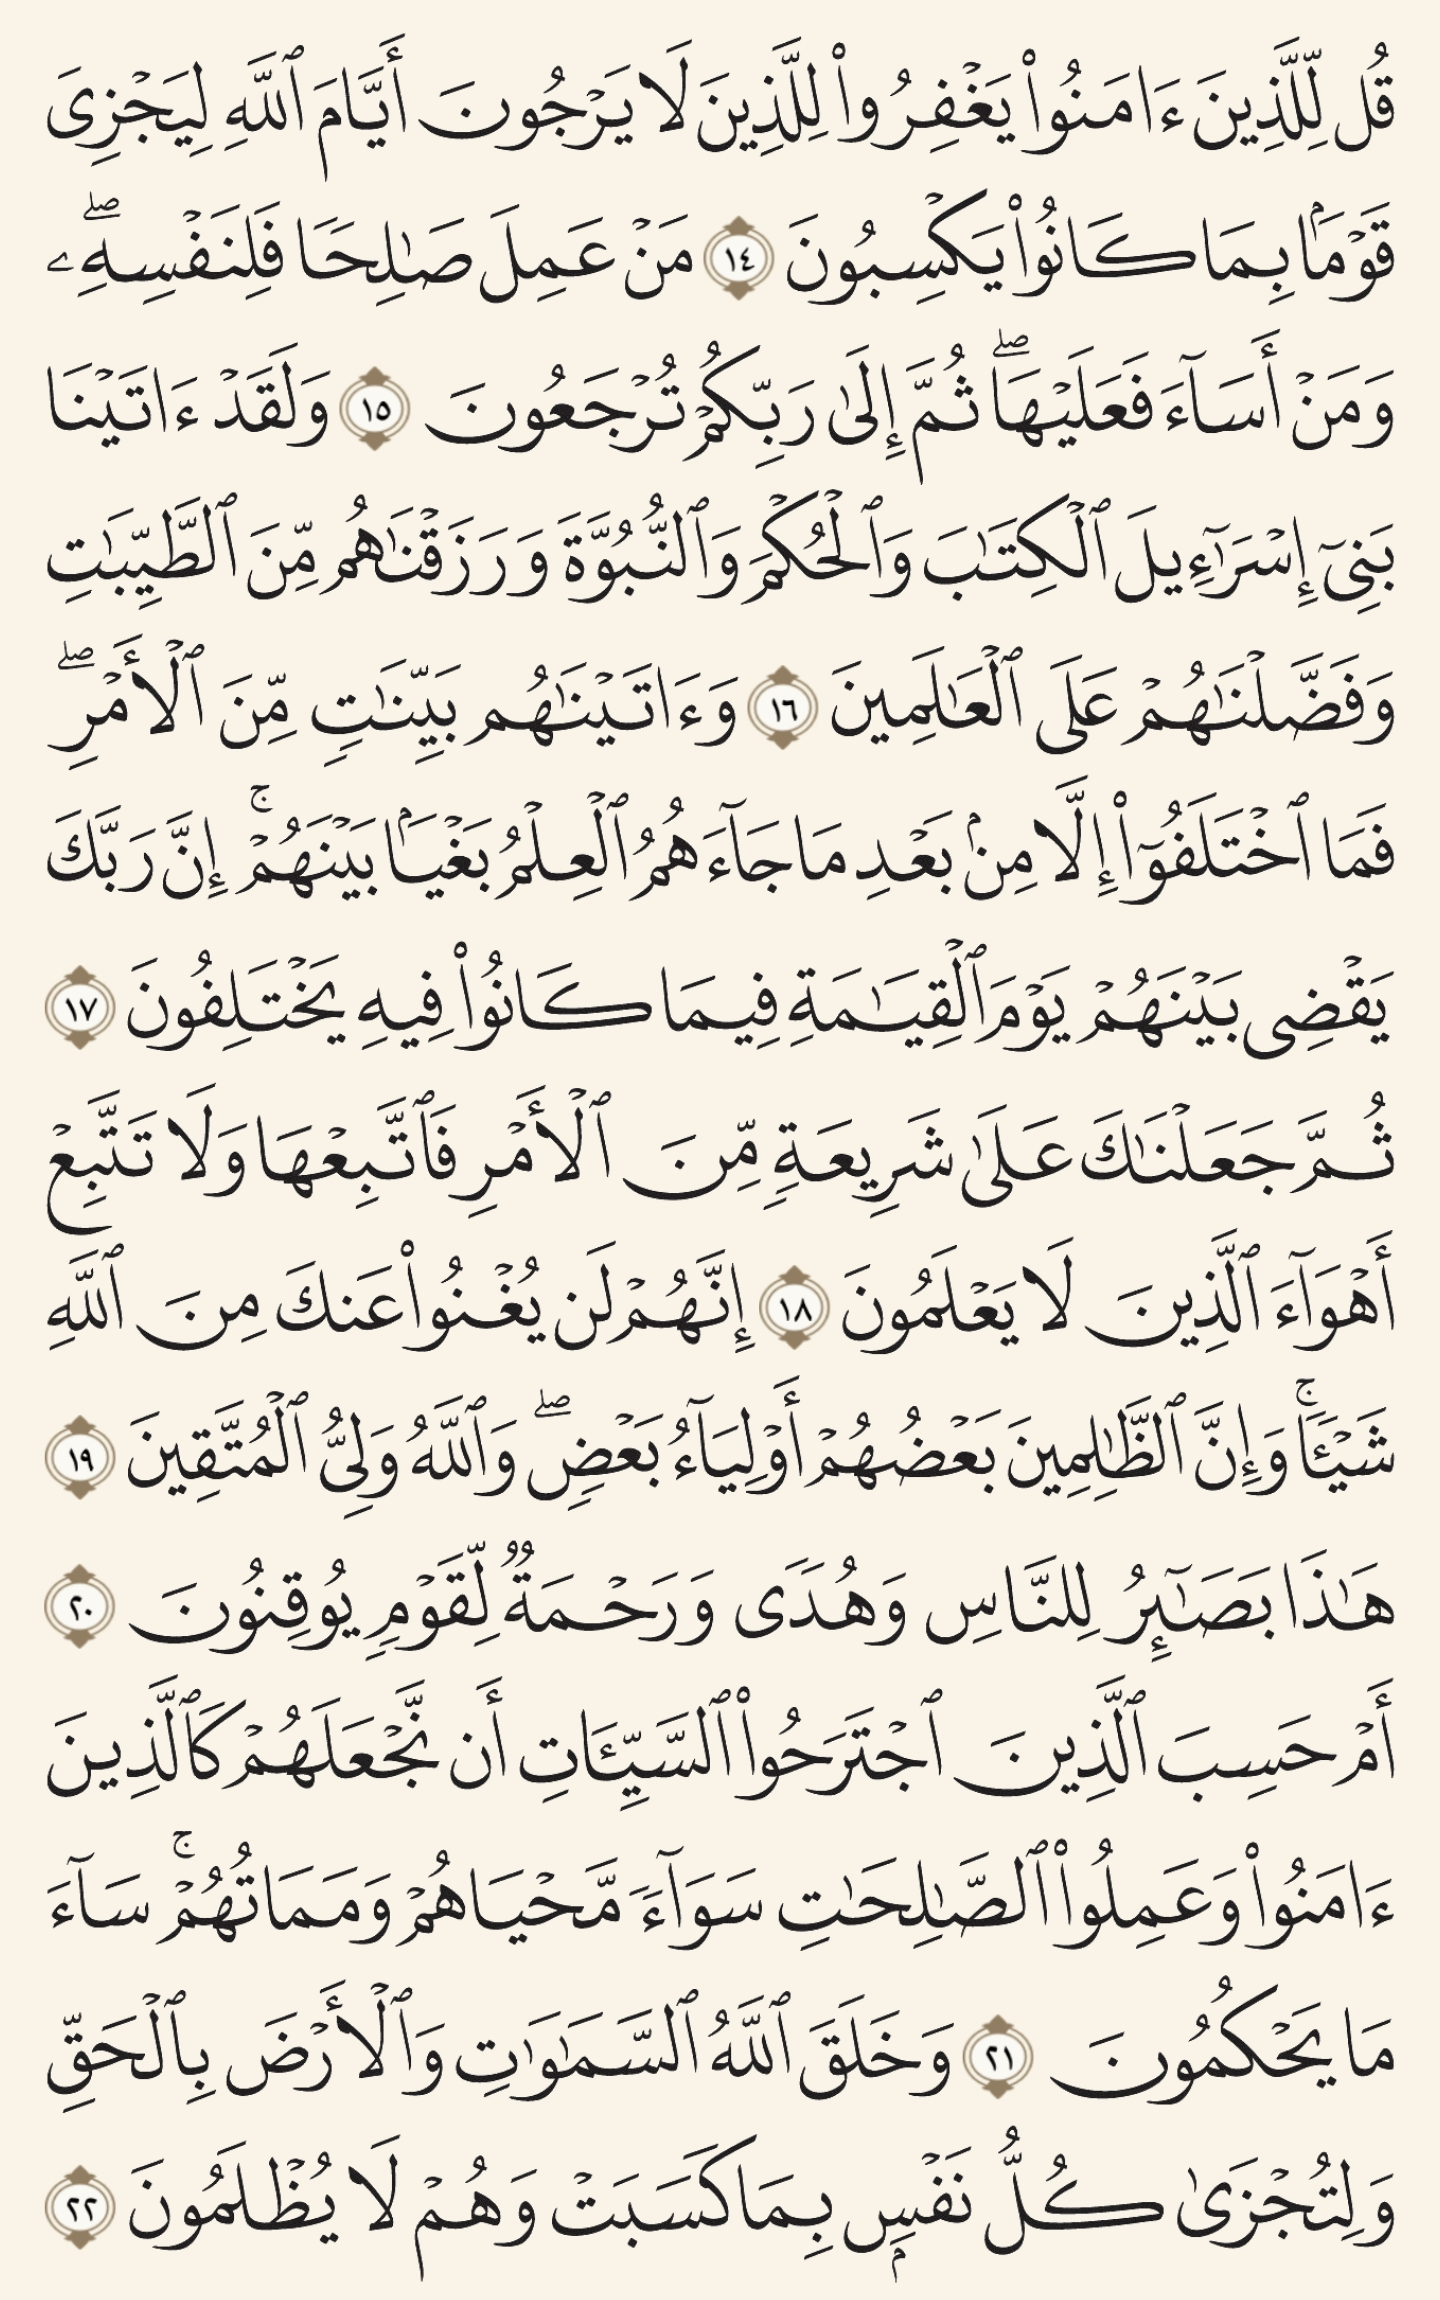 قُل لِّلَّذِينَ ءَامَنُوا۟ يَغْفِرُوا۟ لِلَّذِينَ لَا يَرْجُونَ أَيَّامَ ٱللَّهِ لِيَجْزِىَ
قَوْمًۢا بِمَا كَانُوا۟ يَكْسِبُونَ ١٤ مَنْ عَمِلَ صَـٰلِحًا فَلِنَفْسِهِۦ ۖ
وَمَنْ أَسَآءَ فَعَلَيْهَا ۖ ثُمَّ إِلَىٰ رَبِّكُمْ تُرْجَعُونَ ١٥ وَلَقَدْ ءَاتَيْنَا
بَنِىٓ إِسْرَٰٓءِيلَ ٱلْكِتَـٰبَ وَٱلْحُكْمَ وَٱلنُّبُوَّةَ وَرَزَقْنَـٰهُم مِّنَ ٱلطَّيِّبَـٰتِ
وَفَضَّلْنَـٰهُمْ عَلَى ٱلْعَـٰلَمِينَ ١٦ وَءَاتَيْنَـٰهُم بَيِّنَـٰتٍ مِّنَ ٱلْأَمْرِ ۖ
فَمَا ٱخْتَلَفُوٓا۟ إِلَّا مِنۢ بَعْدِ مَا جَآءَهُمُ ٱلْعِلْمُ بَغْيًۢا بَيْنَهُمْ ۚ إِنَّ رَبَّكَ
يَقْضِى بَيْنَهُمْ يَوْمَ ٱلْقِيَـٰمَةِ فِيمَا كَانُوا۟ فِيهِ يَخْتَلِفُونَ ١٧
ثُمَّ جَعَلْنَـٰكَ عَلَىٰ شَرِيعَةٍ مِّنَ ٱلْأَمْرِ فَٱتَّبِعْهَا وَلَا تَتَّبِعْ
أَهْوَآءَ ٱلَّذِينَ لَا يَعْلَمُونَ ١٨ إِنَّهُمْ لَن يُغْنُوا۟ عَنكَ مِنَ ٱللَّهِ
شَيْـًٔا ۚ وَإِنَّ ٱلظَّـٰلِمِينَ بَعْضُهُمْ أَوْلِيَآءُ بَعْضٍ ۖ وَٱللَّهُ وَلِىُّ ٱلْمُتَّقِينَ ١٩
هَـٰذَا بَصَـٰٓئِرُ لِلنَّاسِ وَهُدًى وَرَحْمَةٌ لِّقَوْمٍ يُوقِنُونَ ٢٠
أَمْ حَسِبَ ٱلَّذِينَ ٱجْتَرَحُوا۟ ٱلسَّيِّـَٔاتِ أَن نَّجْعَلَهُمْ كَٱلَّذِينَ
ءَامَنُوا۟ وَعَمِلُوا۟ ٱلصَّـٰلِحَـٰتِ سَوَآءً مَّحْيَاهُمْ وَمَمَاتُهُمْ ۚ سَآءَ
مَا يَحْكُمُونَ ٢١ وَخَلَقَ ٱللَّهُ ٱلسَّمَـٰوَٰتِ وَٱلْأَرْضَ بِٱلْحَقِّ
وَلِتُجْزَىٰ كُلُّ نَفْسٍۭ بِمَا كَسَبَتْ وَهُمْ لَا يُظْلَمُونَ ٢٢